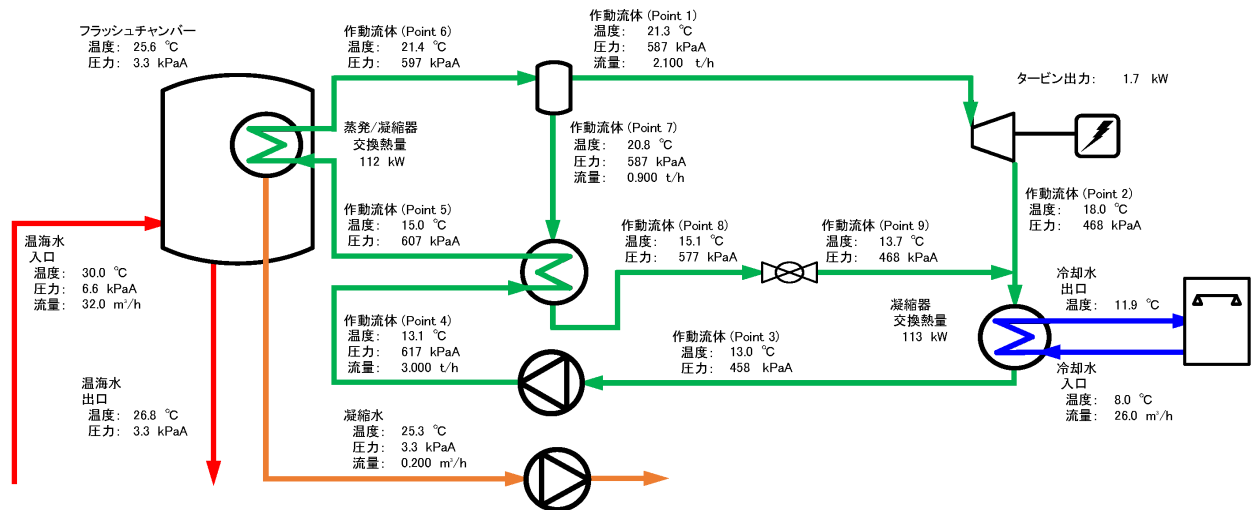 フラッシュチャンバー
温度: 25.6 ℃
圧力: 3.3 kPaA
作動流体 (Point 6)
温度: 21.4 ℃
圧力: 597 kPaA
作動流体 (Point 1)
温度: 21.3 ℃
圧力: 587 kPaA
流量: 2.100 t/h
タービン出力: 1.7 kW
蒸発/凝縮器
交換熱量
112 kW
作動流体 (Point 7)
温度: 20.8 ℃
圧力: 587 kPaA
流量: 0.900 t/h
作動流体 (Point 2)
温度: 18.0 ℃
圧力: 468 kPaA
作動流体 (Point 5)
温度: 15.0 ℃
圧力: 607 kPaA
作動流体 (Point 8)
温度: 15.1 ℃
圧力: 577 kPaA
作動流体 (Point 9)
温度: 13.7 ℃
圧力: 468 kPaA
温海水
入口
温度: 30.0 ℃
圧力: 6.6 kPaA
流量: 32.0 m³/h
冷却水
出口
温度: 11.9 ℃
凝縮器
交換熱量
113 kW
作動流体 (Point 4)
温度: 13.1 ℃
圧力: 617 kPaA
流量: 3.000 t/h
作動流体 (Point 3)
温度: 13.0 ℃
圧力: 458 kPaA
冷却水
入口
温度: 8.0 ℃
流量: 26.0 m³/h
温海水
出口
温度: 26.8 ℃
圧力: 3.3 kPaA
凝縮水
温度: 25.3 ℃
圧力: 3.3 kPaA
流量: 0.200 m³/h